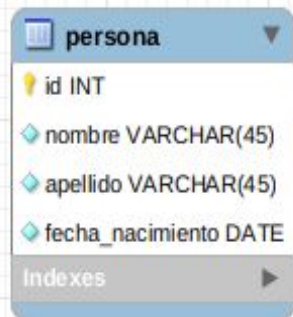 persona
id INT
nombre VARCHAR(45)
apellido VARCHAR(45)
fecha_nacimiento DATE
Indexes